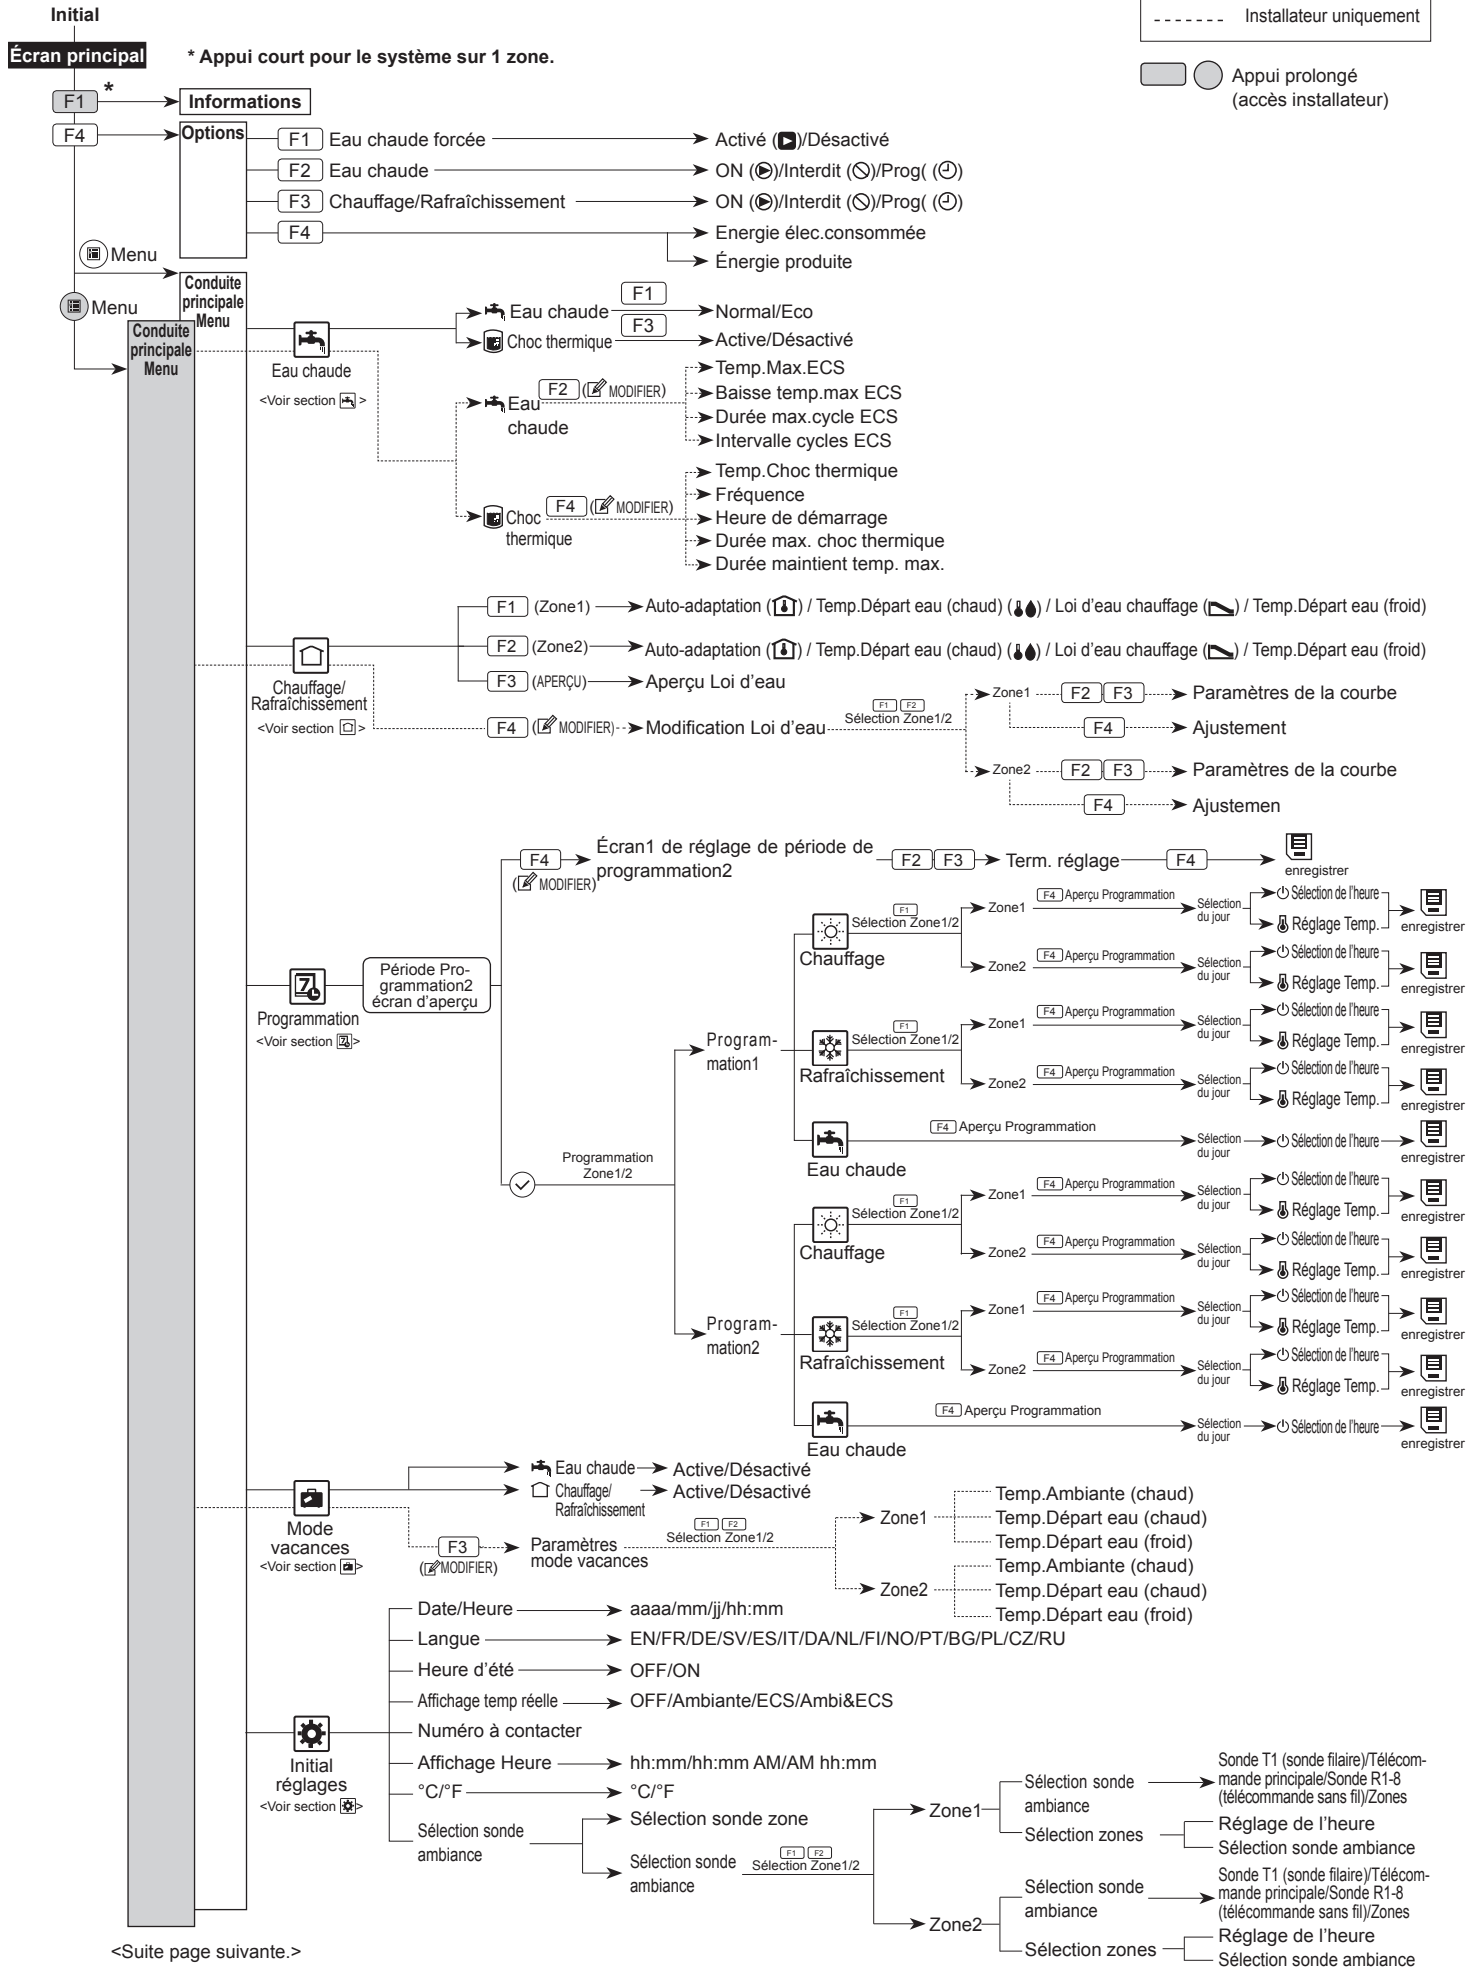 Initial
Écran principal
* Appui court pour le système sur 1 zone.
Installateur uniquement
Appui prolongé
(accès installateur)
F1 * Informations
F4 Options
F1 Eau chaude forcée Activé ()/Désactivé
F2 Eau chaude ON ()/Interdit ()/Prog( ()
F3 Chauffage/Rafraîchissement ON ()/Interdit ()/Prog( ()
F4 Energie élec.consommée
Énergie produite
Menu
Conduite
principale
Menu
Menu
Conduite
principale
Menu
Eau chaude
<Voir section >
Eau chaude F1 Normal/Eco
Choc thermique F3 Active/Désactivé
Eau
chaude
F2 (MODIFIER)
Temp.Max.ECS
Baisse temp.max ECS
Durée max.cycle ECS
Intervalle cycles ECS
Choc
thermique
F4 (MODIFIER)
Temp.Choc thermique
Fréquence
Heure de démarrage
Durée max. choc thermique
Durée maintient temp. max.
Chauffage/
Rafraîchissement
<Voir section >
F1 (Zone1) Auto-adaptation () / Temp.Départ eau (chaud) () / Loi d'eau chauffage () / Temp.Départ eau (froid)
F2 (Zone2) Auto-adaptation () / Temp.Départ eau (chaud) () / Loi d'eau chauffage () / Temp.Départ eau (froid)
F3 (APERÇU) Aperçu Loi d'eau
F4 (MODIFIER) Modification Loi d'eau
F1 F2
Sélection Zone1/2
Zone1 F2 F3 Paramètres de la courbe
F4 Ajustement
Zone2 F2 F3 Paramètres de la courbe
F4 Ajustemen
Programmation
<Voir section >
Période Pro-
grammation2
écran d'aperçu
F4
(MODIFIER)
Écran1 de réglage de période de
programmation2
F2 F3 Term. réglage F4 enregistrer
Programmation
Zone1/2
Program-
mation1
Chauffage
F1
Sélection Zone1/2
Zone1 F4 Aperçu Programmation
Sélection
du jour
Sélection de l'heure
Réglage Temp.
enregistrer
Zone2 F4 Aperçu Programmation
Sélection
du jour
Sélection de l'heure
Réglage Temp.
enregistrer
Rafraîchissement
F1
Sélection Zone1/2
Zone1 F4 Aperçu Programmation
Sélection
du jour
Sélection de l'heure
Réglage Temp.
enregistrer
Zone2 F4 Aperçu Programmation
Sélection
du jour
Sélection de l'heure
Réglage Temp.
enregistrer
Eau chaude
F4 Aperçu Programmation
Sélection
du jour
Sélection de l'heure
enregistrer
Program-
mation2
Chauffage
F1
Sélection Zone1/2
Zone1 F4 Aperçu Programmation
Sélection
du jour
Sélection de l'heure
Réglage Temp.
enregistrer
Zone2 F4 Aperçu Programmation
Sélection
du jour
Sélection de l'heure
Réglage Temp.
enregistrer
Rafraîchissement
F1
Sélection Zone1/2
Zone1 F4 Aperçu Programmation
Sélection
du jour
Sélection de l'heure
Réglage Temp.
enregistrer
Zone2 F4 Aperçu Programmation
Sélection
du jour
Sélection de l'heure
Réglage Temp.
enregistrer
Eau chaude
F4 Aperçu Programmation
Sélection
du jour
Sélection de l'heure
enregistrer
Mode
vacances
<Voir section >
Eau chaude Active/Désactivé
Chauffage/
Rafraîchissement
Active/Désactivé
F3
(MODIFIER)
Paramètres
mode vacances
F1 F2
Sélection Zone1/2
Zone1
Temp.Ambiante (chaud)
Temp.Départ eau (chaud)
Temp.Départ eau (froid)
Zone2
Temp.Ambiante (chaud)
Temp.Départ eau (chaud)
Temp.Départ eau (froid)
Initial
réglages
<Voir section >
Date/Heure aaaa/mm/jj/hh:mm
Langue EN/FR/DE/SV/ES/IT/DA/NL/FI/NO/PT/BG/PL/CZ/RU
Heure d'été OFF/ON
Affichage temp réelle OFF/Ambiante/ECS/Ambi&ECS
Numéro à contacter
Affichage Heure hh:mm/hh:mm AM/AM hh:mm
°C/°F °C/°F
Sélection sonde
ambiance
Sélection sonde zone
Sélection sonde
ambiance
F1 F2
Sélection Zone1/2
Zone1
Sélection sonde
ambiance
Sonde T1 (sonde filaire)/Télécom-
mande principale/Sonde R1-8
(télécommande sans fil)/Zones
Sélection zones
Réglage de l'heure
Sélection sonde ambiance
Zone2
Sélection sonde
ambiance
Sonde T1 (sonde filaire)/Télécom-
mande principale/Sonde R1-8
(télécommande sans fil)/Zones
Sélection zones
Réglage de l'heure
Sélection sonde ambiance
<Suite page suivante.>